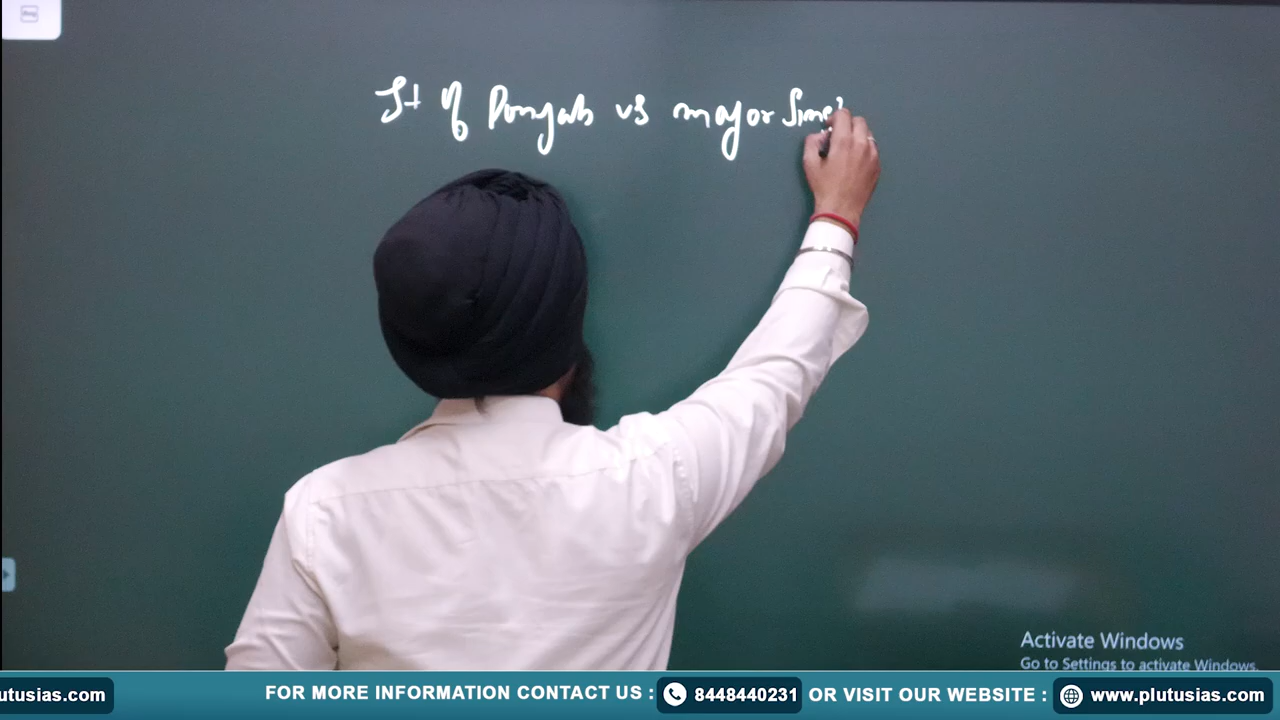 St of Punjab vs major Sing
Activate Windows
Go to Settings to activate Windows.
utusias.com FOR MORE INFORMATION CONTACT US : 8448440231 OR VISIT OUR WEBSITE : www.plutusias.com